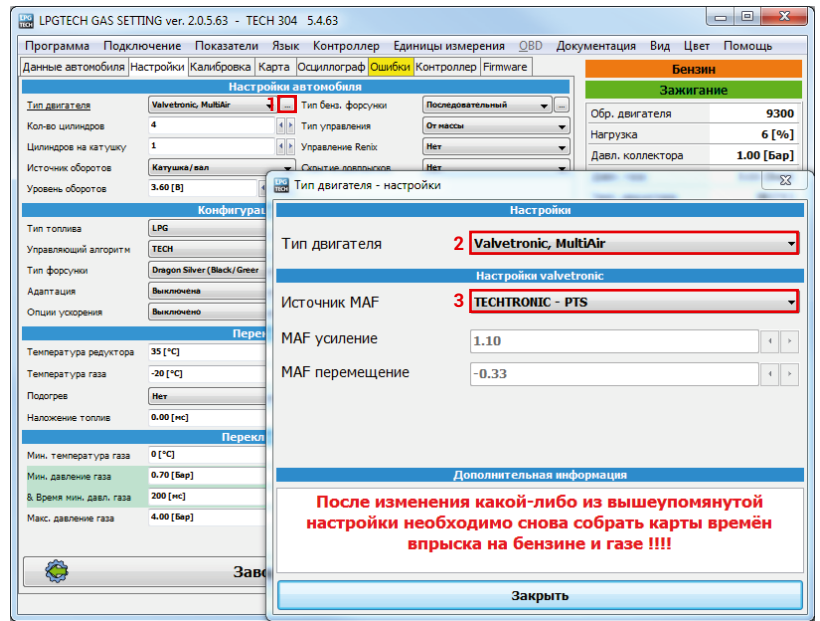 LPGTECH GAS SETTING ver. 2.0.5.63 - TECH 304 5.4.63
Программа Подключение Показатели Язык Контроллер Единицы измерения OBD Документация Вид Цвет Помощь
Данные автомобиля Настройки Калибровка Карта Осциллограф Ошибки Контроллер Firmware
Настройки автомобиля
Тип двигателя Valvetronic, MultiAir 1 ... Тип бенз. форсунки Последовательный ...
Кол-во цилиндров 4 Тип управления От массы
Цилиндров на катушку 1 Управление Renix Нет
Источник оборотов Катушка/вал Скрытие довпрысков Нет
Уровень оборотов 3.60 [В]
Бензин
Зажигание
Обр. двигателя 9300
Нагрузка 6 [%]
Давл. коллектора 1.00 [Бар]
Конфигурац
Тип топлива LPG
Управляющий алгоритм TECH
Тип форсунки Dragon Silver (Black/Greer
Адаптация Выключена
Опции ускорения Выключено
Перек
Температура редуктора 35 [°C]
Температура газа -20 [°C]
Подогрев Нет
Наложение топлив 0.00 [мс]
Перекл
Мин. температура газа 0 [°C]
Мин. давление газа 0.70 [Бар]
& Время мин. давл. газа 200 [мс]
Макс. давление газа 4.00 [Бар]
Заво
Тип двигателя - настройки
Настройки
Тип двигателя 2 Valvetronic, MultiAir
Настройки valvetronic
Источник MAF 3 TECHTRONIC - PTS
MAF усиление 1.10
MAF перемещение -0.33
Дополнительная информация
После изменения какой-либо из вышеупомянутой
настройки необходимо снова собрать карты времён
впрыска на бензине и газе !!!!
Закрыть